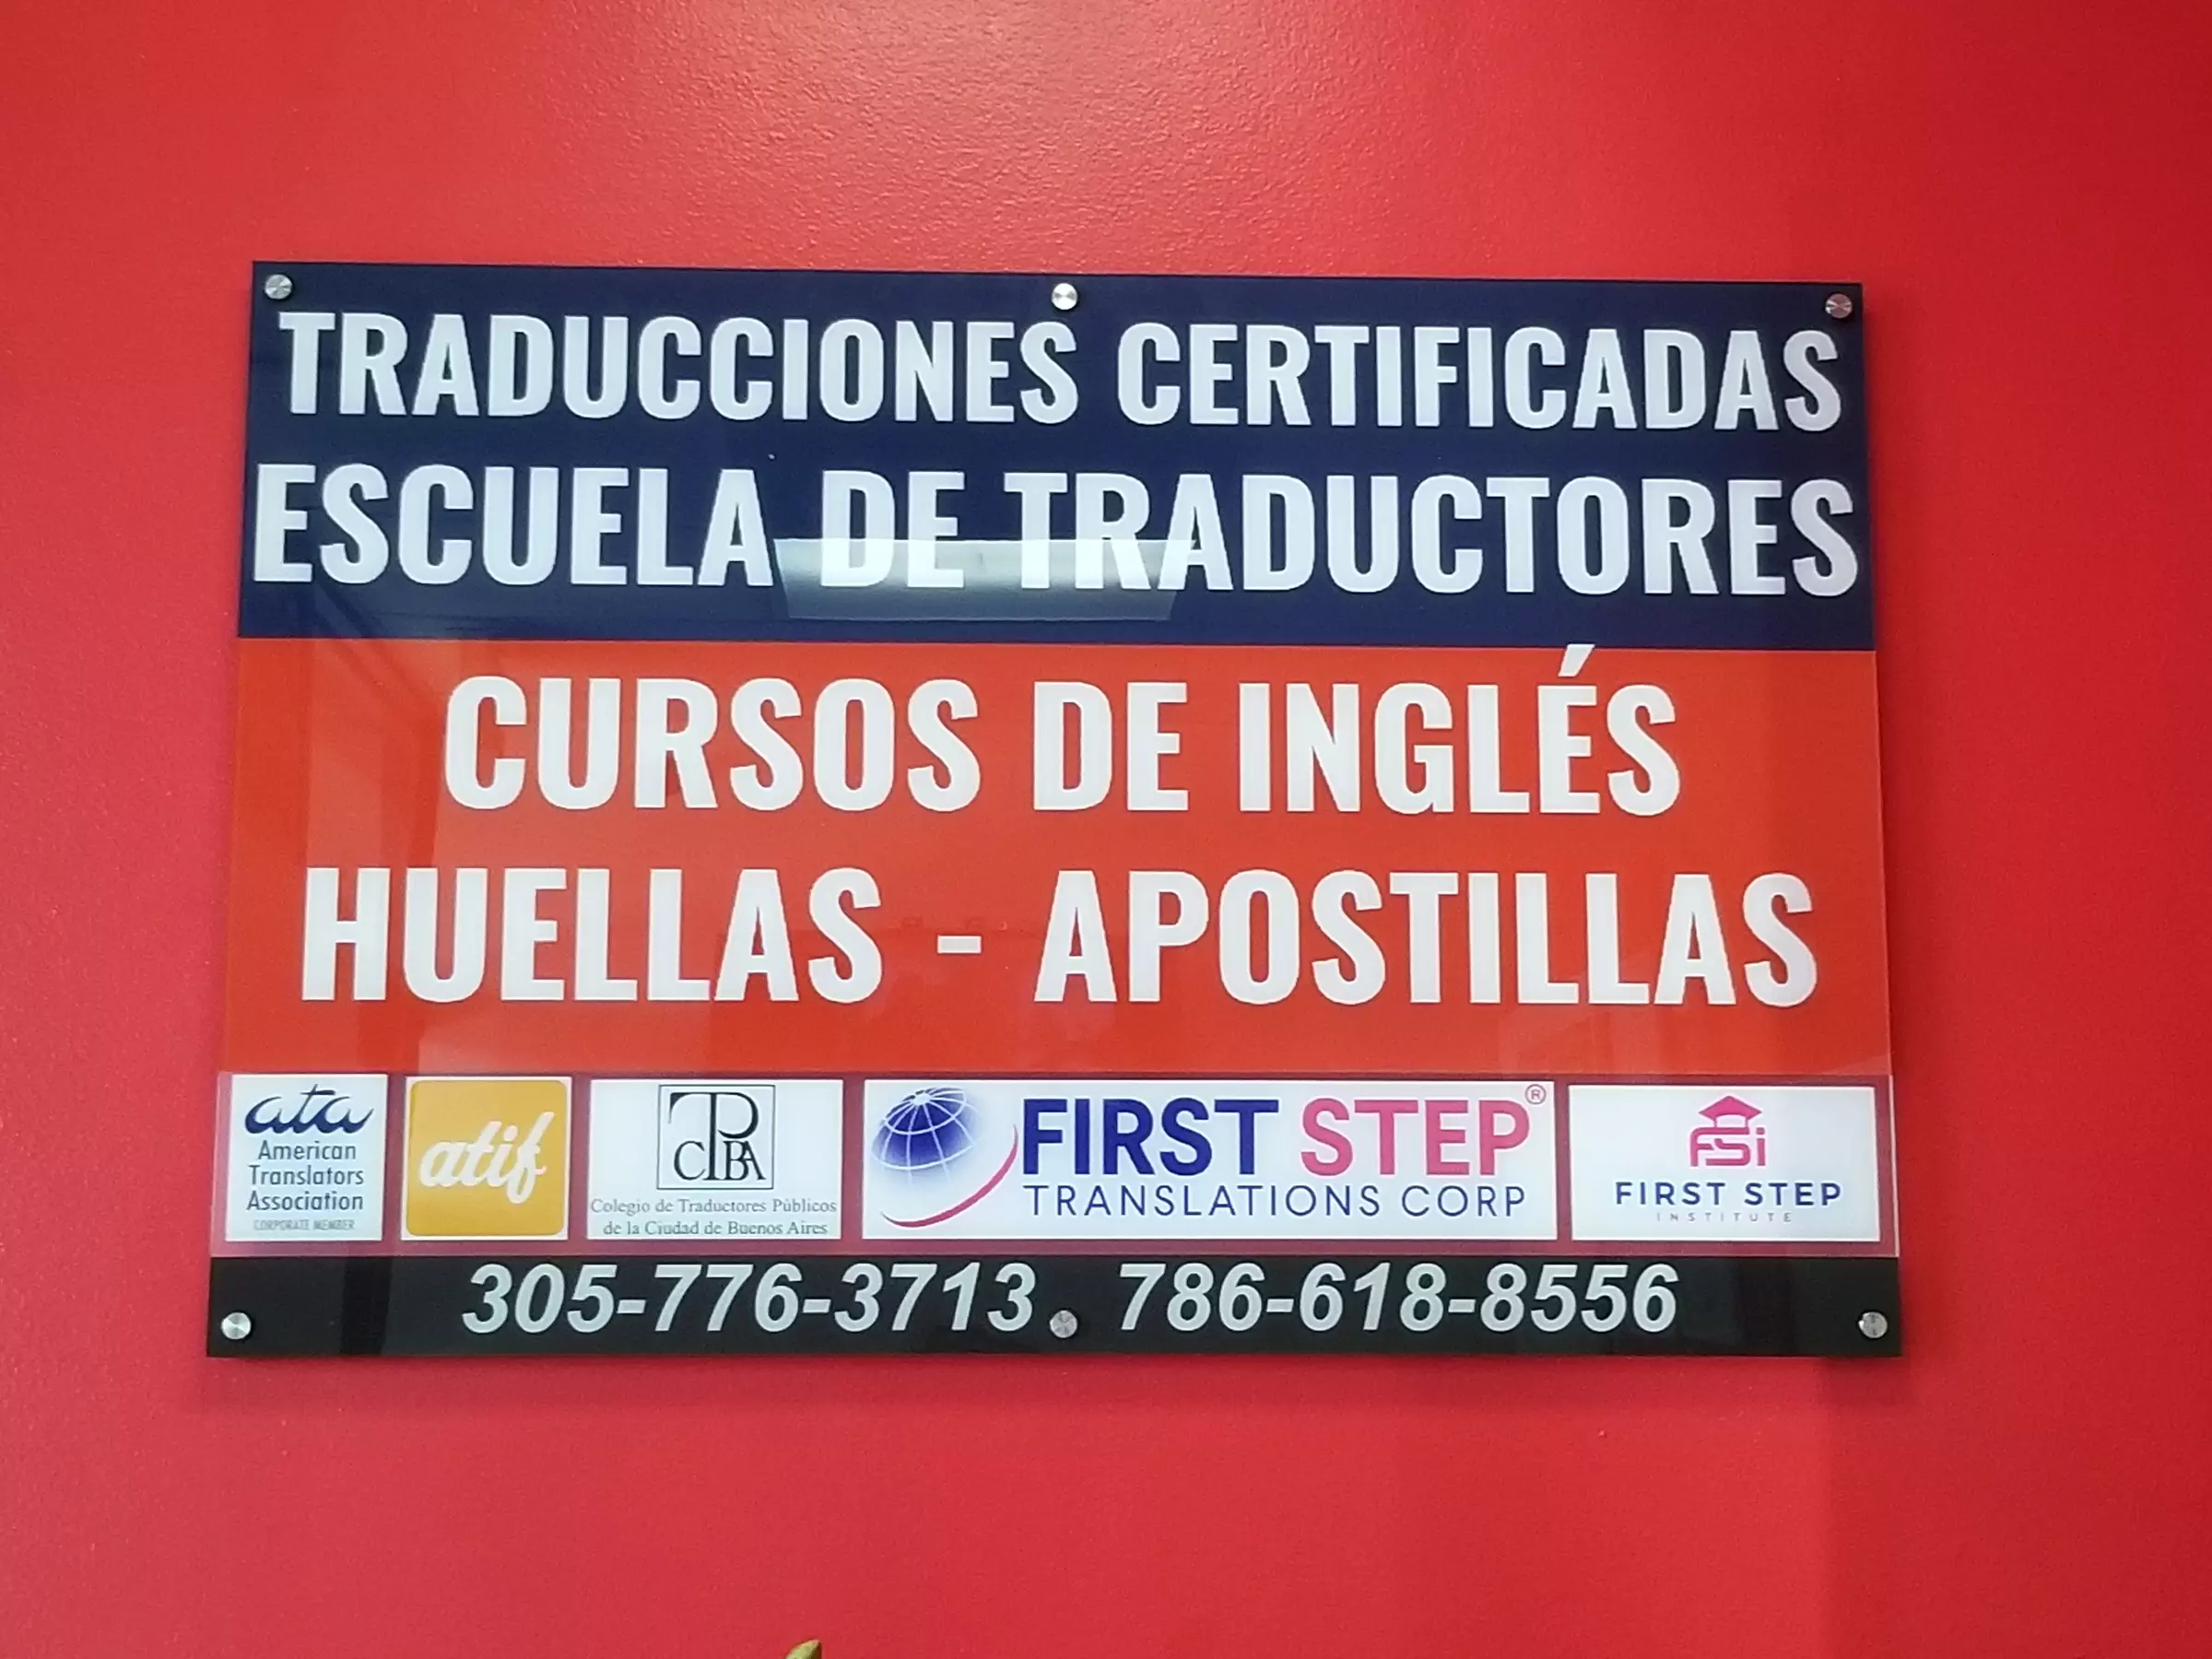 TRADUCCIONES CERTIFICADAS
ESCUELA DE TRADUCTORES
CURSOS DE INGLÉS
HUELLAS - APOSTILLAS
ata
American
Translators
Association
CORPORATE MEMBER
atif
CTPBA
Colegio de Traductores Públicos
de la Ciudad de Buenos Aires
FIRST STEP®
TRANSLATIONS CORP
FSi
FIRST STEP
INSTITUTE
305-776-3713 786-618-8556